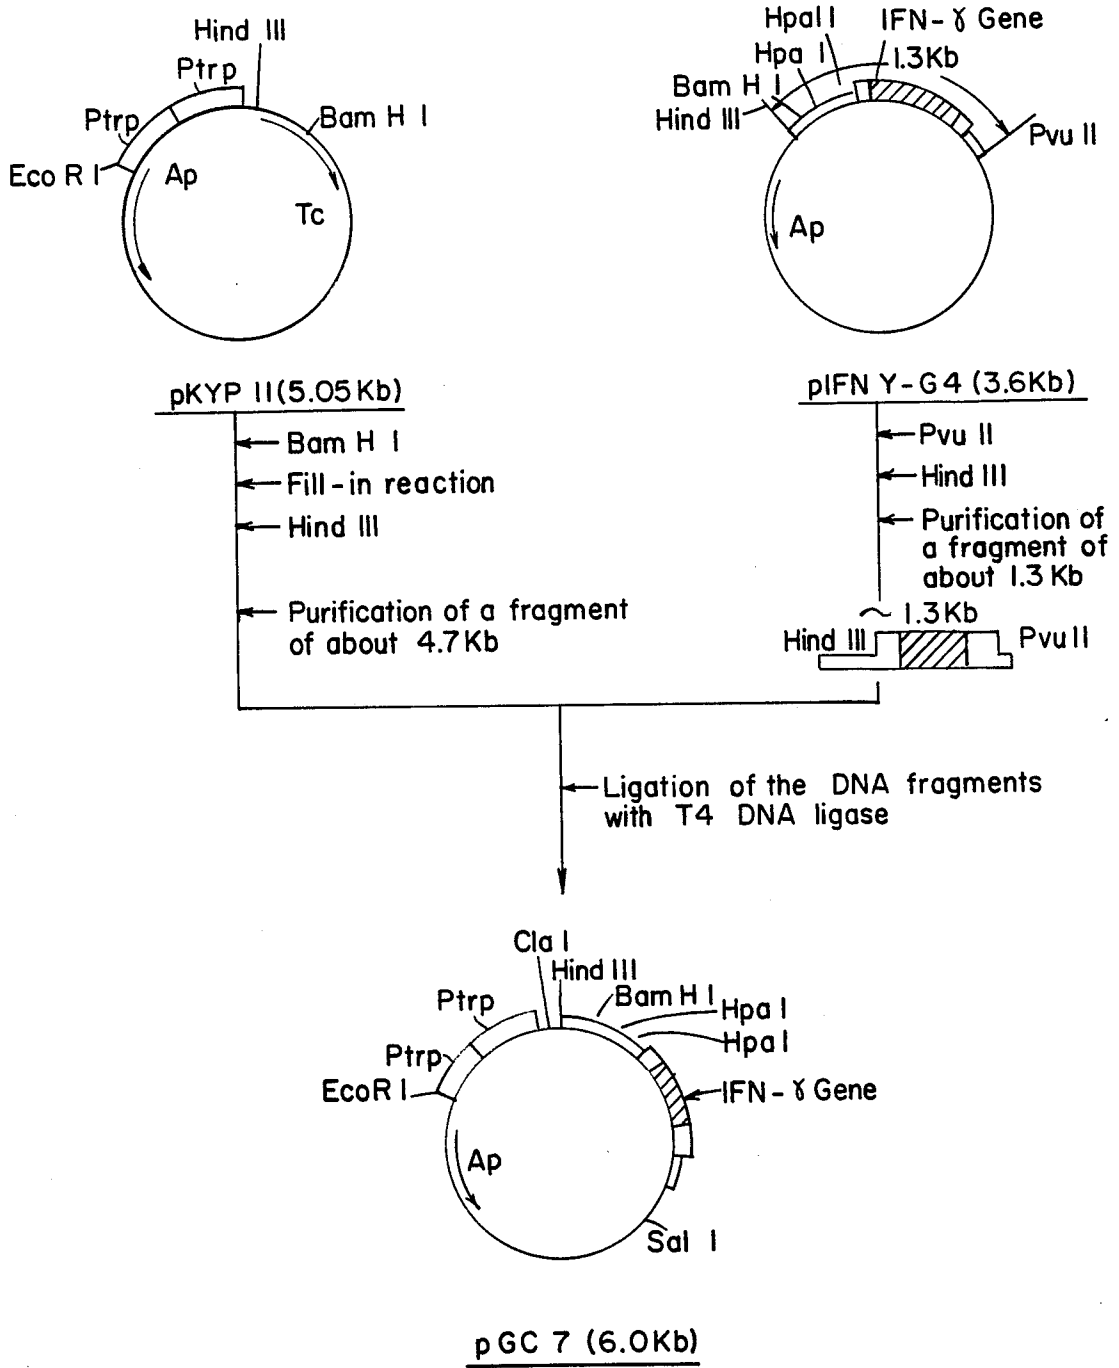 Hind III
Ptrp
Ptrp
Eco R I
Ap
Bam H I
Tc
pKYP 11(5.05Kb)
Bam H I
Fill-in reaction
Hind III
Purification of a fragment
of about 4.7Kb
HpaII
IFN-γ Gene
Hpa I
1.3Kb
Bam H I
Hind III
Pvu II
Ap
pIFN Y-G4 (3.6Kb)
Pvu II
Hind III
Purification of
a fragment of
about 1.3 Kb
~ 1.3Kb
Hind III
Pvu II
Ligation of the DNA fragments
with T4 DNA ligase
Cla I
Hind III
Bam H I
Hpa I
Hpa I
Ptrp
Ptrp
EcoR I
IFN-γ Gene
Ap
Sal I
pGC 7 (6.0Kb)